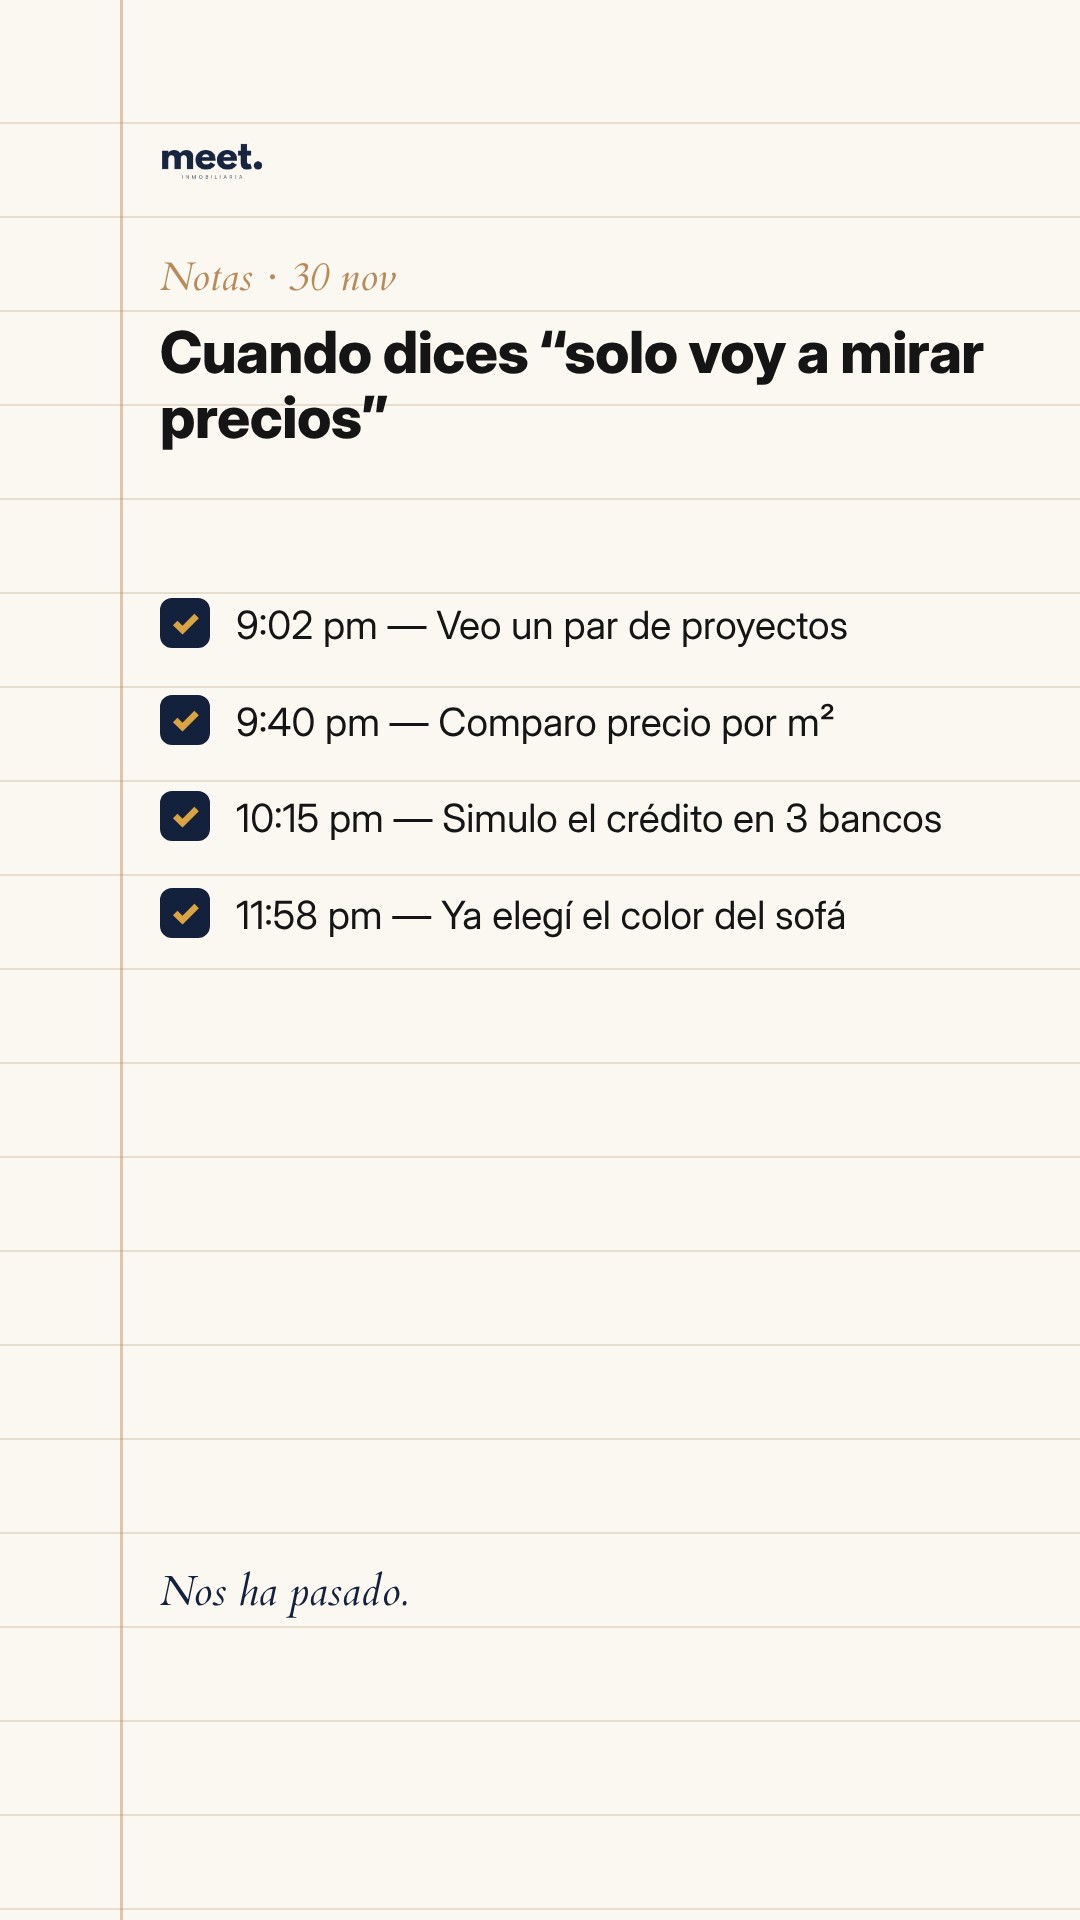 meet.
INMOBILIARIA
Notas · 30 nov
Cuando dices “solo voy a mirar
precios”
9:02 pm — Veo un par de proyectos
9:40 pm — Comparo precio por m²
10:15 pm — Simulo el crédito en 3 bancos
11:58 pm — Ya elegí el color del sofá
Nos ha pasado.